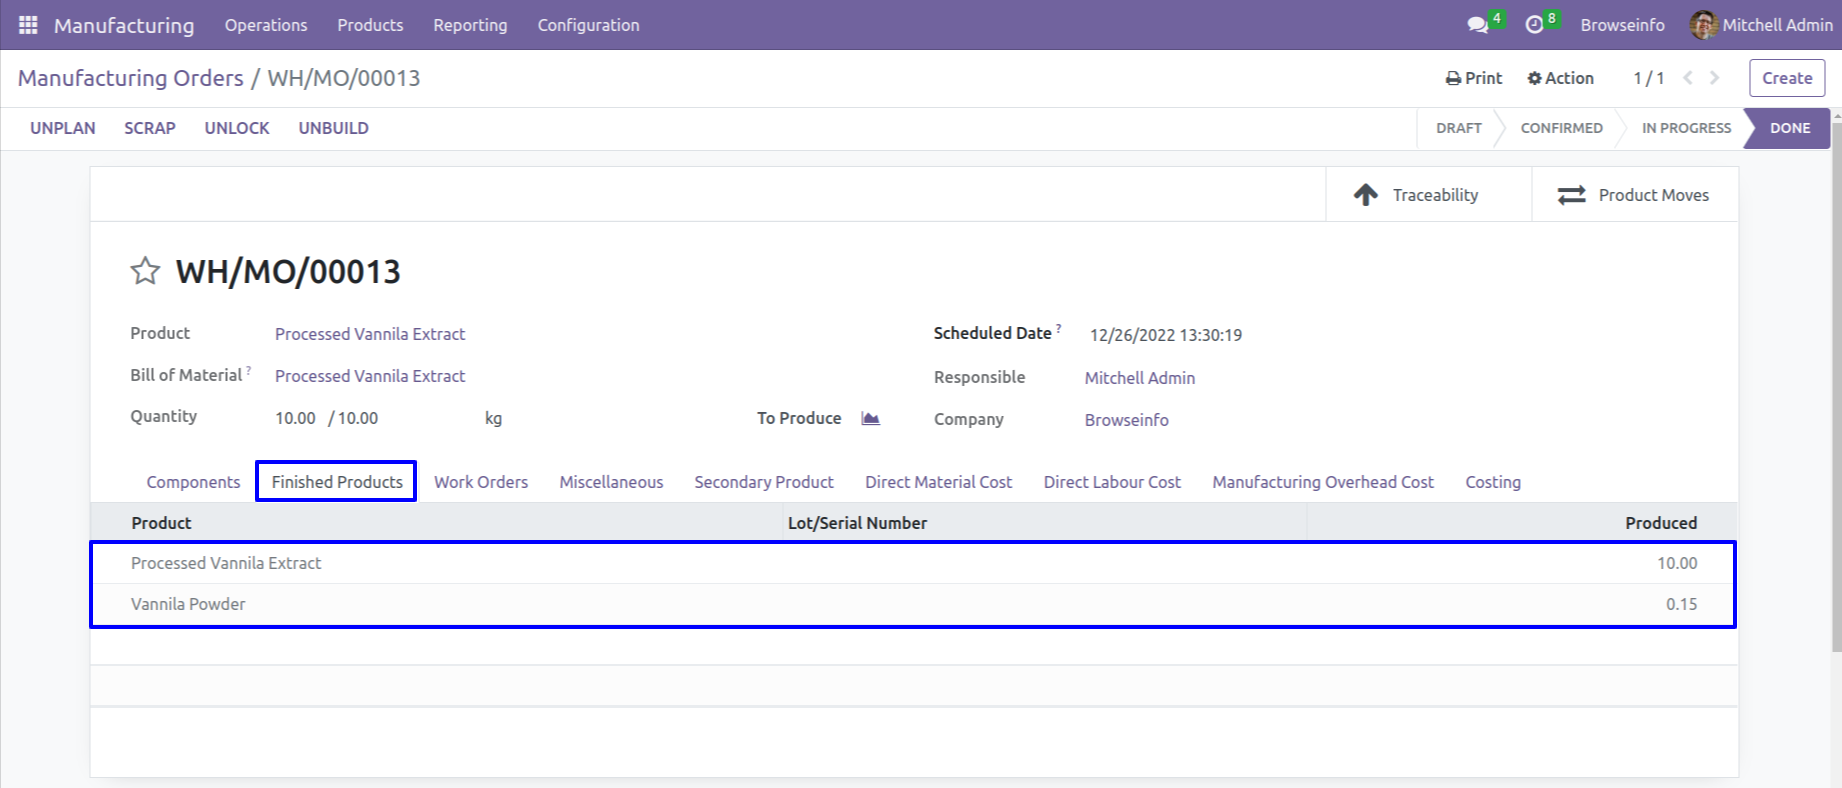 Manufacturing Operations Products Reporting Configuration 4 8 Browseinfo Mitchell Admin
Manufacturing Orders / WH/MO/00013 Print Action 1 / 1 Create
UNPLAN SCRAP UNLOCK UNBUILD DRAFT CONFIRMED IN PROGRESS DONE
Traceability Product Moves
WH/MO/00013
Product Processed Vannila Extract Scheduled Date ? 12/26/2022 13:30:19
Bill of Material ? Processed Vannila Extract Responsible Mitchell Admin
Quantity 10.00 / 10.00 kg To Produce Company Browseinfo
Components Finished Products Work Orders Miscellaneous Secondary Product Direct Material Cost Direct Labour Cost Manufacturing Overhead Cost Costing
Product Lot/Serial Number Produced
Processed Vannila Extract 10.00
Vannila Powder 0.15